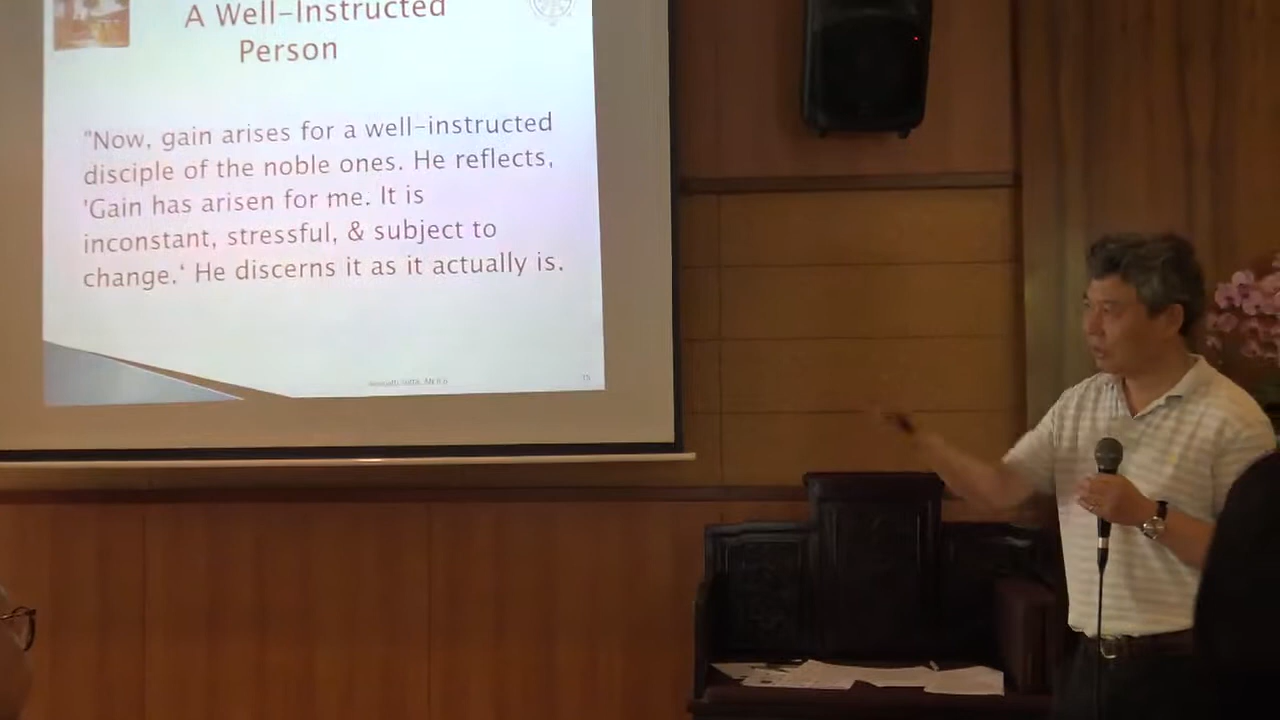 A Well-Instructed
Person
"Now, gain arises for a well-instructed
disciple of the noble ones. He reflects,
'Gain has arisen for me. It is
inconstant, stressful, & subject to
change.' He discerns it as it actually is.
15